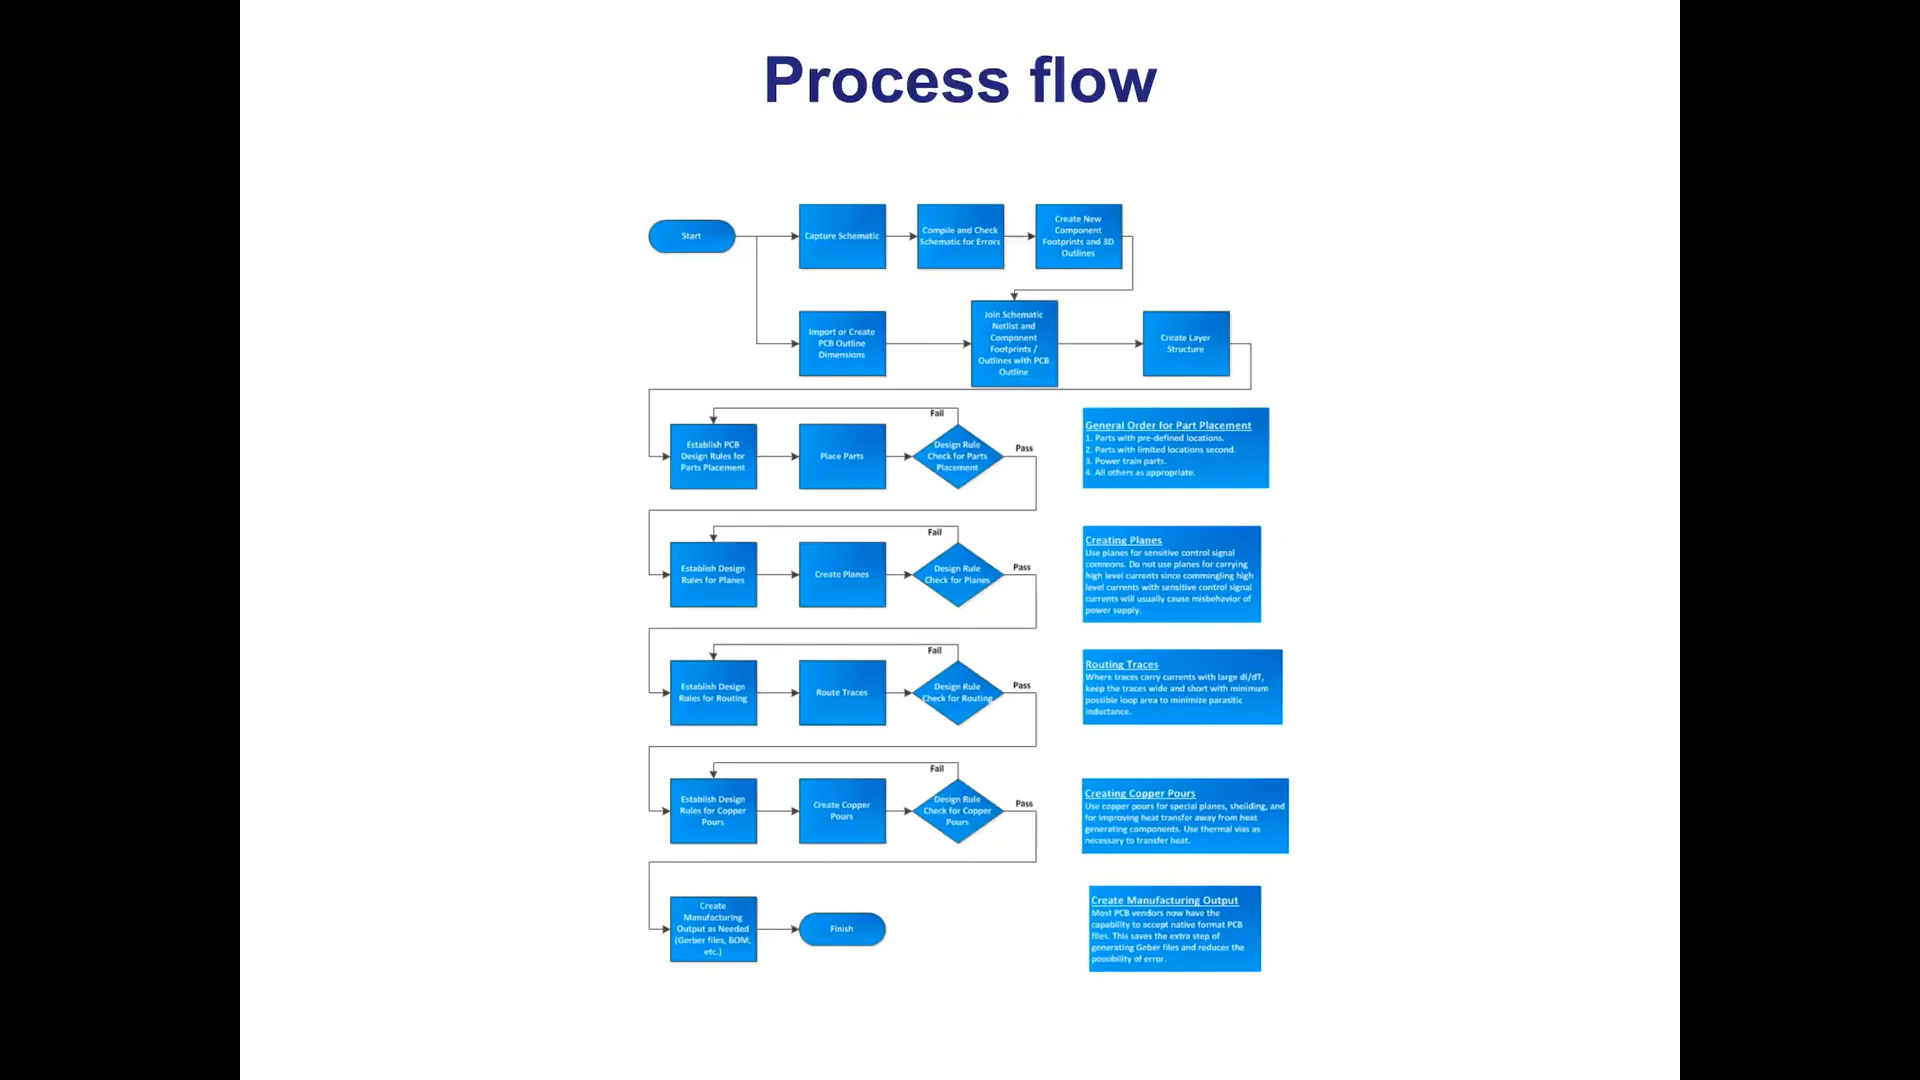 Process flow
Start
Capture Schematic
Compile and Check
Schematic for Errors
Create New
Component
Footprints and 3D
Outlines
Import or Create
PCB Outline
Dimensions
Join Schematic
Netlist and
Component
Footprints /
Outlines with PCB
Outline
Create Layer
Structure
Establish PCB
Design Rules for
Parts Placement
Place Parts
Design Rule
Check for Parts
Placement
Fail
Pass
General Order for Part Placement
1. Parts with pre-defined locations.
2. Parts with limited locations second.
3. Power train parts.
4. All others as appropriate.
Establish Design
Rules for Planes
Create Planes
Design Rule
Check for Planes
Fail
Pass
Creating Planes
Use planes for sensitive control signal
commons. Do not use planes for carrying
high level currents since commingling high
level currents with sensitive control signal
currents will usually cause misbehavior of
power supply.
Establish Design
Rules for Routing
Route Traces
Design Rule
Check for Routing
Fail
Pass
Routing Traces
Where traces carry currents with large dI/dT,
keep the traces wide and short with minimum
possible loop area to minimize parasitic
inductance.
Establish Design
Rules for Copper
Pours
Create Copper
Pours
Design Rule
Check for Copper
Pours
Fail
Pass
Creating Copper Pours
Use copper pours for special planes, sheilding, and
for improving heat transfer away from heat
generating components. Use thermal vias as
necessary to transfer heat.
Create
Manufacturing
Output as Needed
(Gerber files, BOM,
etc.)
Finish
Create Manufacturing Output
Most PCB vendors now have the
capability to accept native format PCB
files. This saves the extra step of
generating Geber files and reduces the
possibility of error.